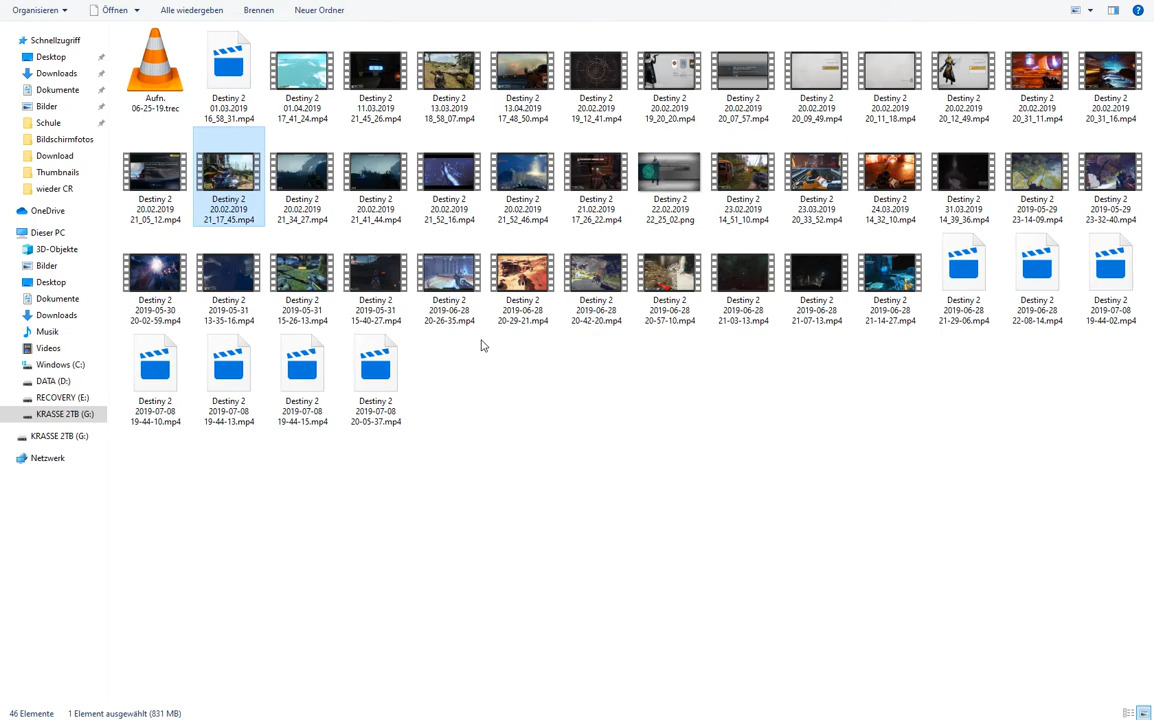 Organisieren
Öffnen
Alle wiedergeben
Brennen
Neuer Ordner
Schnellzugriff
Desktop
Downloads
Dokumente
Bilder
Schule
Bildschirmfotos
Download
Thumbnails
wieder CR
OneDrive
Dieser PC
3D-Objekte
Bilder
Desktop
Dokumente
Downloads
Musik
Videos
Windows (C:)
DATA (D:)
RECOVERY (E:)
KRASSE 2TB (G:)
KRASSE 2TB (G:)
Netzwerk
Aufn.
06-25-19.trec
Destiny 2
01.03.2019
16_58_31.mp4
Destiny 2
01.04.2019
17_41_24.mp4
Destiny 2
11.03.2019
21_45_26.mp4
Destiny 2
13.03.2019
18_58_07.mp4
Destiny 2
13.04.2019
17_48_50.mp4
Destiny 2
20.02.2019
19_12_41.mp4
Destiny 2
20.02.2019
19_20_20.mp4
Destiny 2
20.02.2019
20_07_57.mp4
Destiny 2
20.02.2019
20_09_49.mp4
Destiny 2
20.02.2019
20_11_18.mp4
Destiny 2
20.02.2019
20_12_49.mp4
Destiny 2
20.02.2019
20_31_11.mp4
Destiny 2
20.02.2019
20_31_16.mp4
Destiny 2
20.02.2019
21_05_12.mp4
Destiny 2
20.02.2019
21_17_45.mp4
Destiny 2
20.02.2019
21_34_27.mp4
Destiny 2
20.02.2019
21_41_44.mp4
Destiny 2
20.02.2019
21_52_16.mp4
Destiny 2
20.02.2019
21_52_46.mp4
Destiny 2
21.02.2019
17_26_22.mp4
Destiny 2
22.02.2019
22_25_02.png
Destiny 2
23.02.2019
14_51_10.mp4
Destiny 2
23.03.2019
20_33_52.mp4
Destiny 2
24.03.2019
14_32_10.mp4
Destiny 2
31.03.2019
14_39_36.mp4
Destiny 2
2019-05-29
23-14-09.mp4
Destiny 2
2019-05-29
23-32-40.mp4
Destiny 2
2019-05-30
20-02-59.mp4
Destiny 2
2019-05-31
13-35-16.mp4
Destiny 2
2019-05-31
15-26-13.mp4
Destiny 2
2019-05-31
15-40-27.mp4
Destiny 2
2019-06-28
20-26-35.mp4
Destiny 2
2019-06-28
20-29-21.mp4
Destiny 2
2019-06-28
20-42-20.mp4
Destiny 2
2019-06-28
20-57-10.mp4
Destiny 2
2019-06-28
21-03-13.mp4
Destiny 2
2019-06-28
21-07-13.mp4
Destiny 2
2019-06-28
21-14-27.mp4
Destiny 2
2019-06-28
21-29-06.mp4
Destiny 2
2019-06-28
22-08-14.mp4
Destiny 2
2019-07-08
19-44-02.mp4
Destiny 2
2019-07-08
19-44-10.mp4
Destiny 2
2019-07-08
19-44-13.mp4
Destiny 2
2019-07-08
19-44-15.mp4
Destiny 2
2019-07-08
20-05-37.mp4
46 Elemente
1 Element ausgewählt (831 MB)